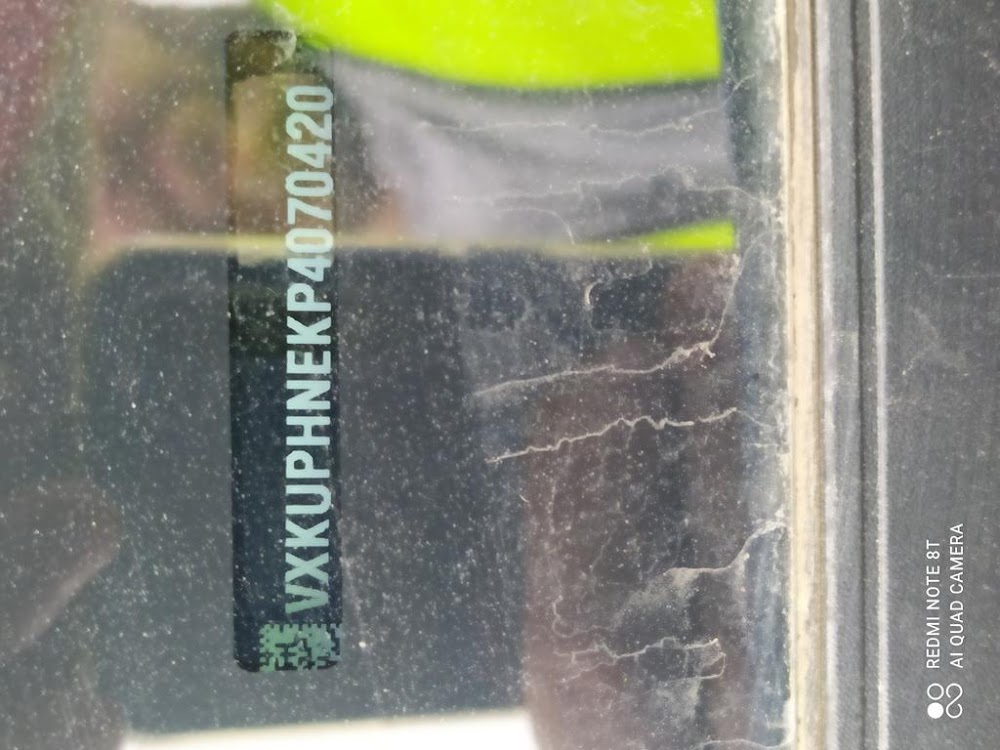 VXKUPHNEKP4070420
REDMI NOTE 8T
AI QUAD CAMERA